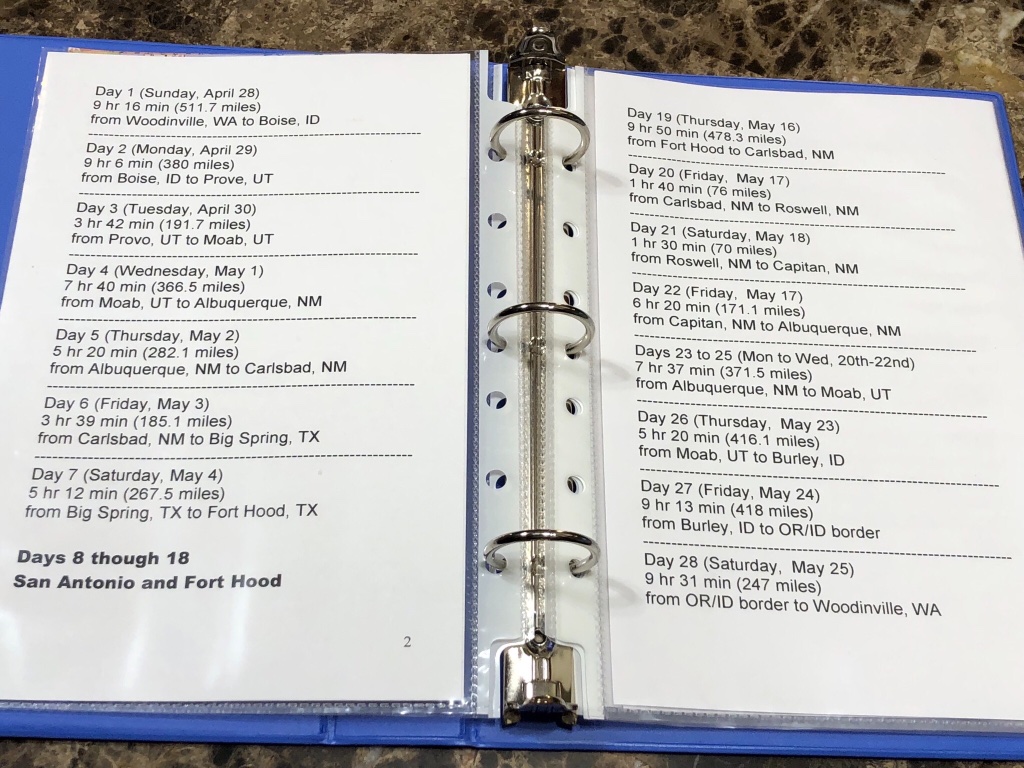 Day 1 (Sunday, April 28)
9 hr 16 min (511.7 miles)
from Woodinville, WA to Boise, ID
Day 2 (Monday, April 29)
9 hr 6 min (380 miles)
from Boise, ID to Prove, UT
Day 3 (Tuesday, April 30)
3 hr 42 min (191.7 miles)
from Provo, UT to Moab, UT
Day 4 (Wednesday, May 1)
7 hr 40 min (366.5 miles)
from Moab, UT to Albuquerque, NM
Day 5 (Thursday, May 2)
5 hr 20 min (282.1 miles)
from Albuquerque, NM to Carlsbad, NM
Day 6 (Friday, May 3)
3 hr 39 min (185.1 miles)
from Carlsbad, NM to Big Spring, TX
Day 7 (Saturday, May 4)
5 hr 12 min (267.5 miles)
from Big Spring, TX to Fort Hood, TX
Days 8 though 18
San Antonio and Fort Hood
2
Day 19 (Thursday, May 16)
9 hr 50 min (478.3 miles)
from Fort Hood to Carlsbad, NM
Day 20 (Friday, May 17)
1 hr 40 min (76 miles)
from Carlsbad, NM to Roswell, NM
Day 21 (Saturday, May 18)
1 hr 30 min (70 miles)
from Roswell, NM to Capitan, NM
Day 22 (Friday, May 17)
6 hr 20 min (171.1 miles)
from Capitan, NM to Albuquerque, NM
Days 23 to 25 (Mon to Wed, 20th-22nd)
7 hr 37 min (371.5 miles)
from Albuquerque, NM to Moab, UT
Day 26 (Thursday, May 23)
5 hr 20 min (416.1 miles)
from Moab, UT to Burley, ID
Day 27 (Friday, May 24)
9 hr 13 min (418 miles)
from Burley, ID to OR/ID border
Day 28 (Saturday, May 25)
9 hr 31 min (247 miles)
from OR/ID border to Woodinville, WA